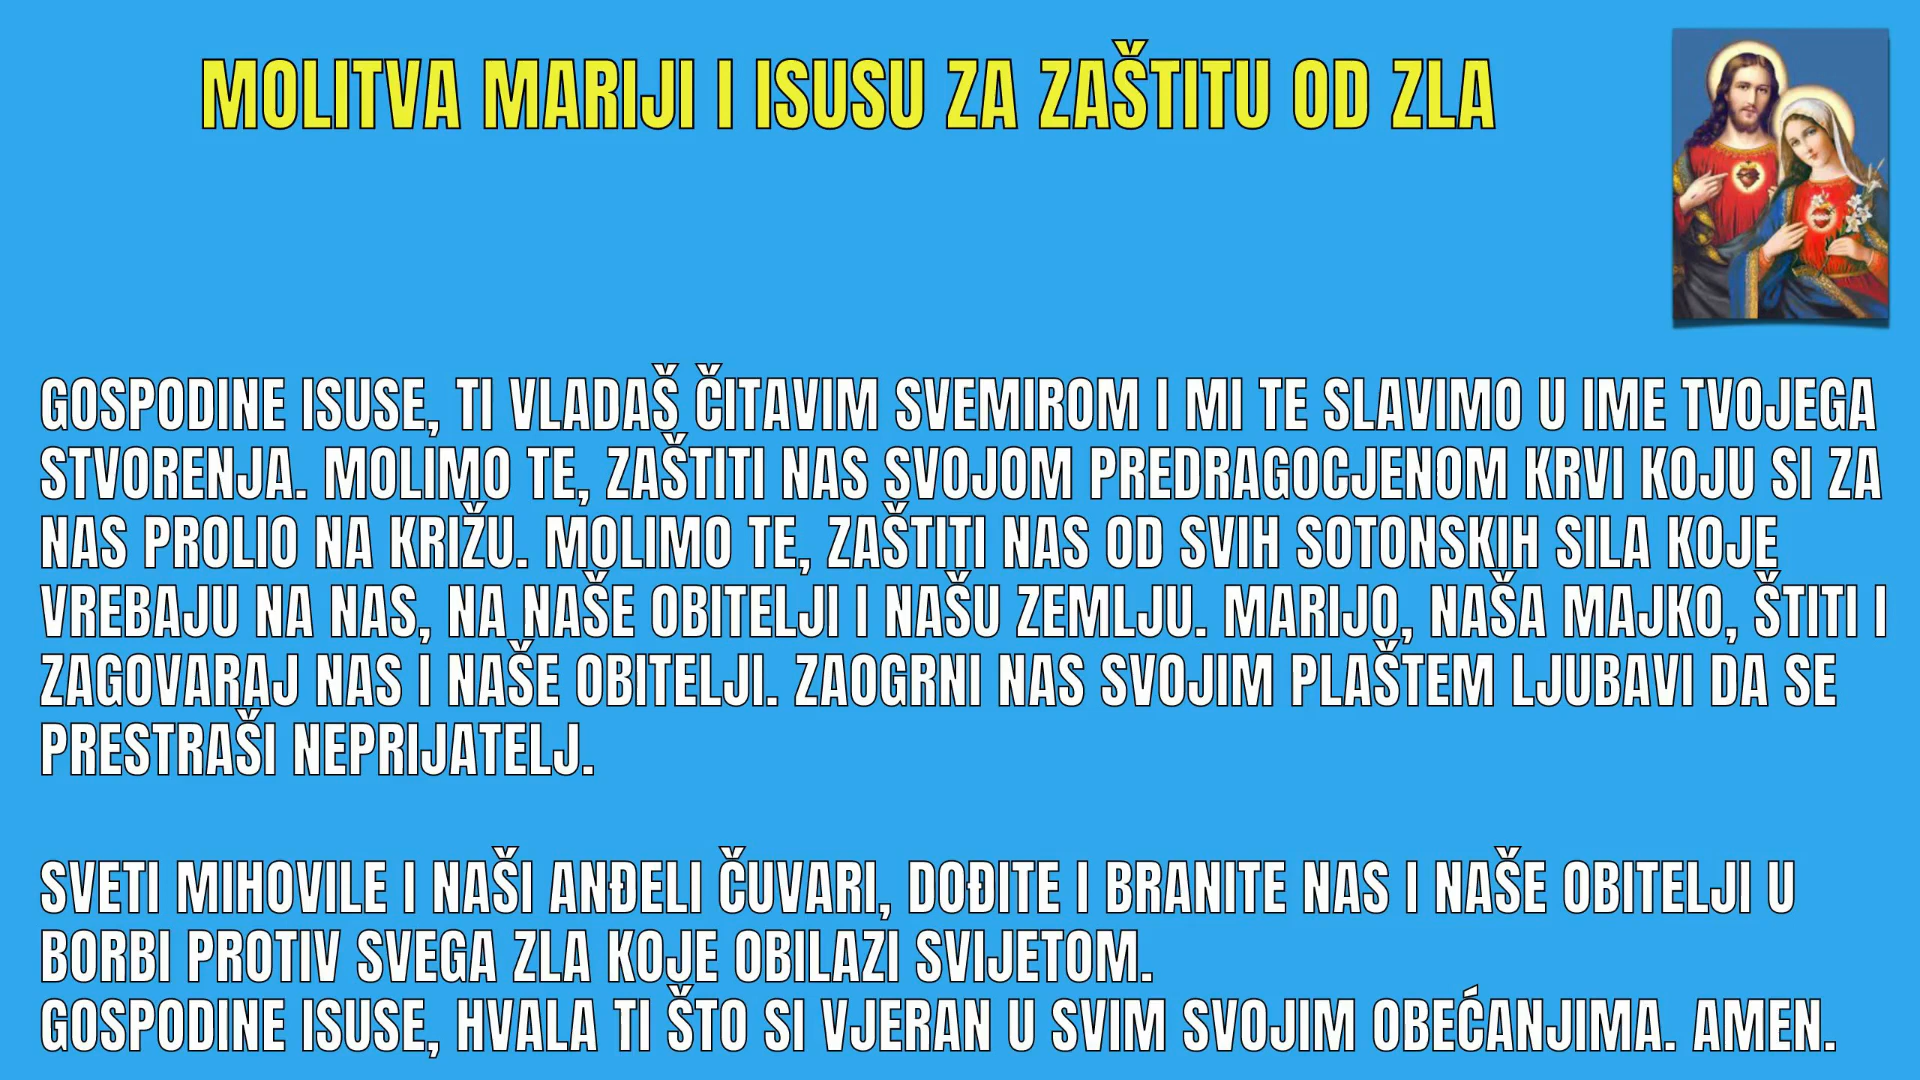 MOLITVA MARIJI I ISUSU ZA ZAŠTITU OD ZLA
GOSPODINE ISUSE, TI VLADAŠ ČITAVIM SVEMIROM I MI TE SLAVIMO U IME TVOJEGA
STVORENJA. MOLIMO TE, ZAŠTITI NAS SVOJOM PREDRAGOCJENOM KRVI KOJU SI ZA
NAS PROLIO NA KRIŽU. MOLIMO TE, ZAŠTITI NAS OD SVIH SOTONSKIH SILA KOJE
VREBAJU NA NAS, NA NAŠE OBITELJI I NAŠU ZEMLJU. MARIJO, NAŠA MAJKO, ŠTITI I
ZAGOVARAJ NAS I NAŠE OBITELJI. ZAOGRNI NAS SVOJIM PLAŠTEM LJUBAVI DA SE
PRESTRAŠI NEPRIJATELJ.
SVETI MIHOVILE I NAŠI ANĐELI ČUVARI, DOĐITE I BRANITE NAS I NAŠE OBITELJI U
BORBI PROTIV SVEGA ZLA KOJE OBILAZI SVIJETOM.
GOSPODINE ISUSE, HVALA TI ŠTO SI VJERAN U SVIM SVOJIM OBEĆANJIMA. AMEN.